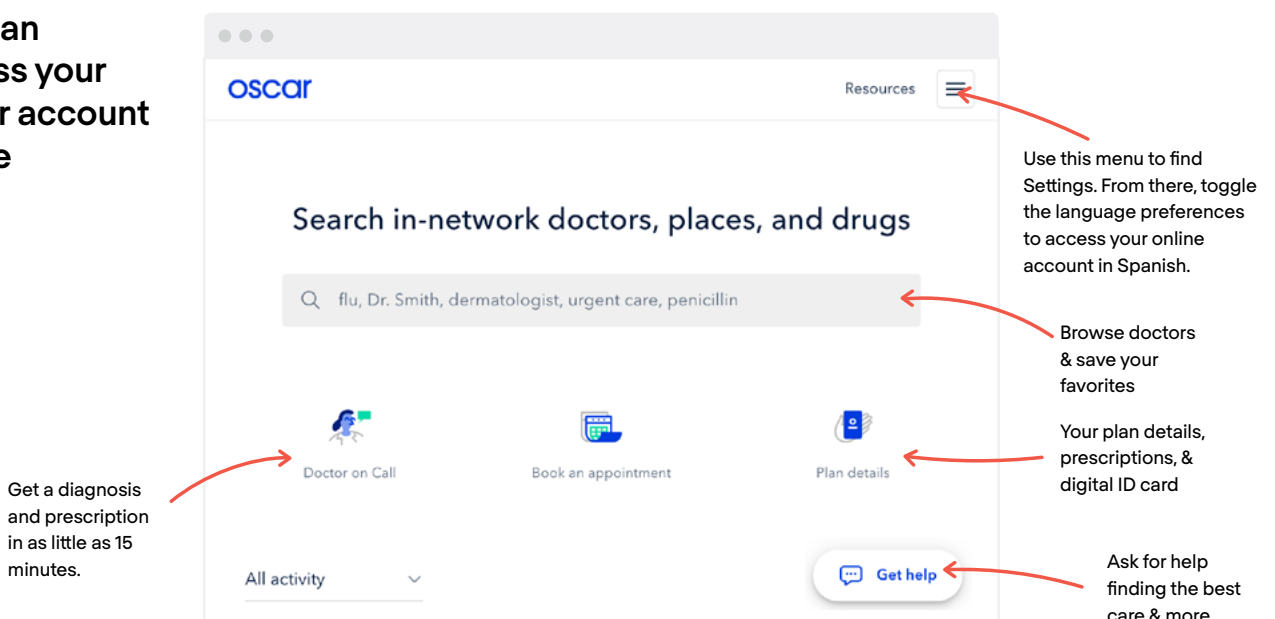 an
ss your
r account
e
oscar
Resources
Use this menu to find
Settings. From there, toggle
the language preferences
to access your online
account in Spanish.
Search in-network doctors, places, and drugs
flu, Dr. Smith, dermatologist, urgent care, penicillin
Browse doctors
& save your
favorites
Doctor on Call
Book an appointment
Plan details
Your plan details,
prescriptions, &
digital ID card
Get a diagnosis
and prescription
in as little as 15
minutes.
All activity
Get help
Ask for help
finding the best
care & more